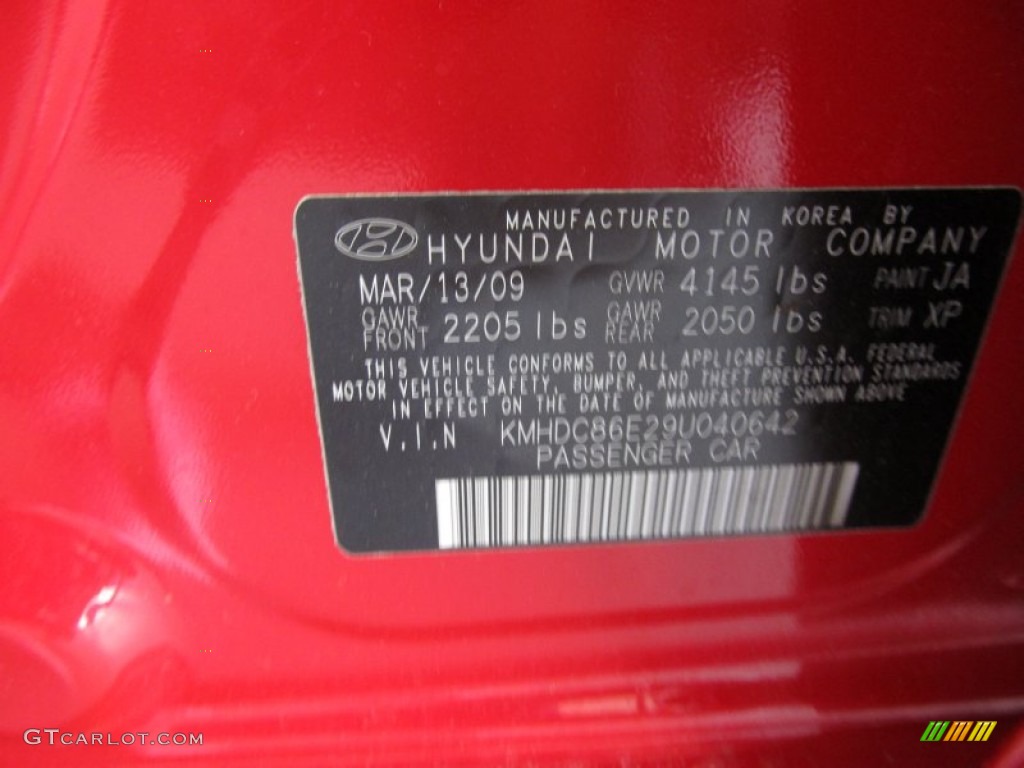 MANUFACTURED IN KOREA BY
HYUNDAI MOTOR COMPANY
MAR/13/09 GVWR 4145 lbs PAINT JA
GAWR FRONT 2205 lbs GAWR REAR 2050 lbs TRIM XP
THIS VEHICLE CONFORMS TO ALL APPLICABLE U.S.A. FEDERAL
MOTOR VEHICLE SAFETY, BUMPER, AND THEFT PREVENTION STANDARDS
IN EFFECT ON THE DATE OF MANUFACTURE SHOWN ABOVE
V.I.N KMHDC86E29U040642
PASSENGER CAR
GTCARLOT.COM